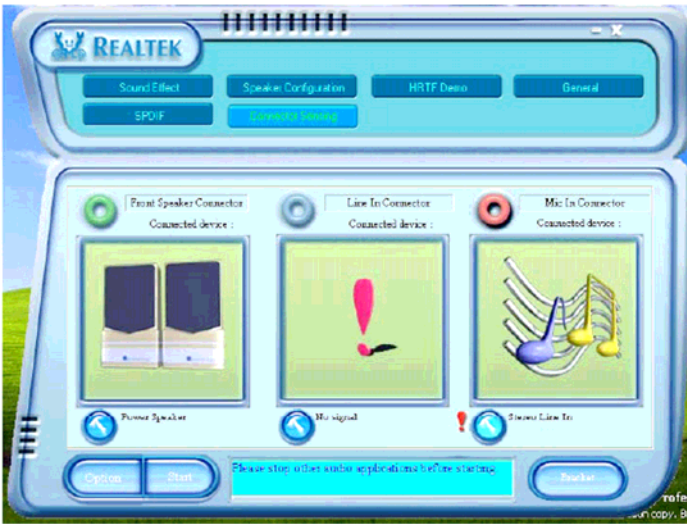 REALTEK
Sound Effect
Speaker Configuration
HRTF Demo
General
SPDIF
Connector Sensing
Front Speaker Connector
Connected device :
Line In Connector
Connected device :
Mic In Connector
Connected device :
Power Speaker
No signal
Stereo Line In
Option
Start
Please stop other audio applications before starting
Bracket